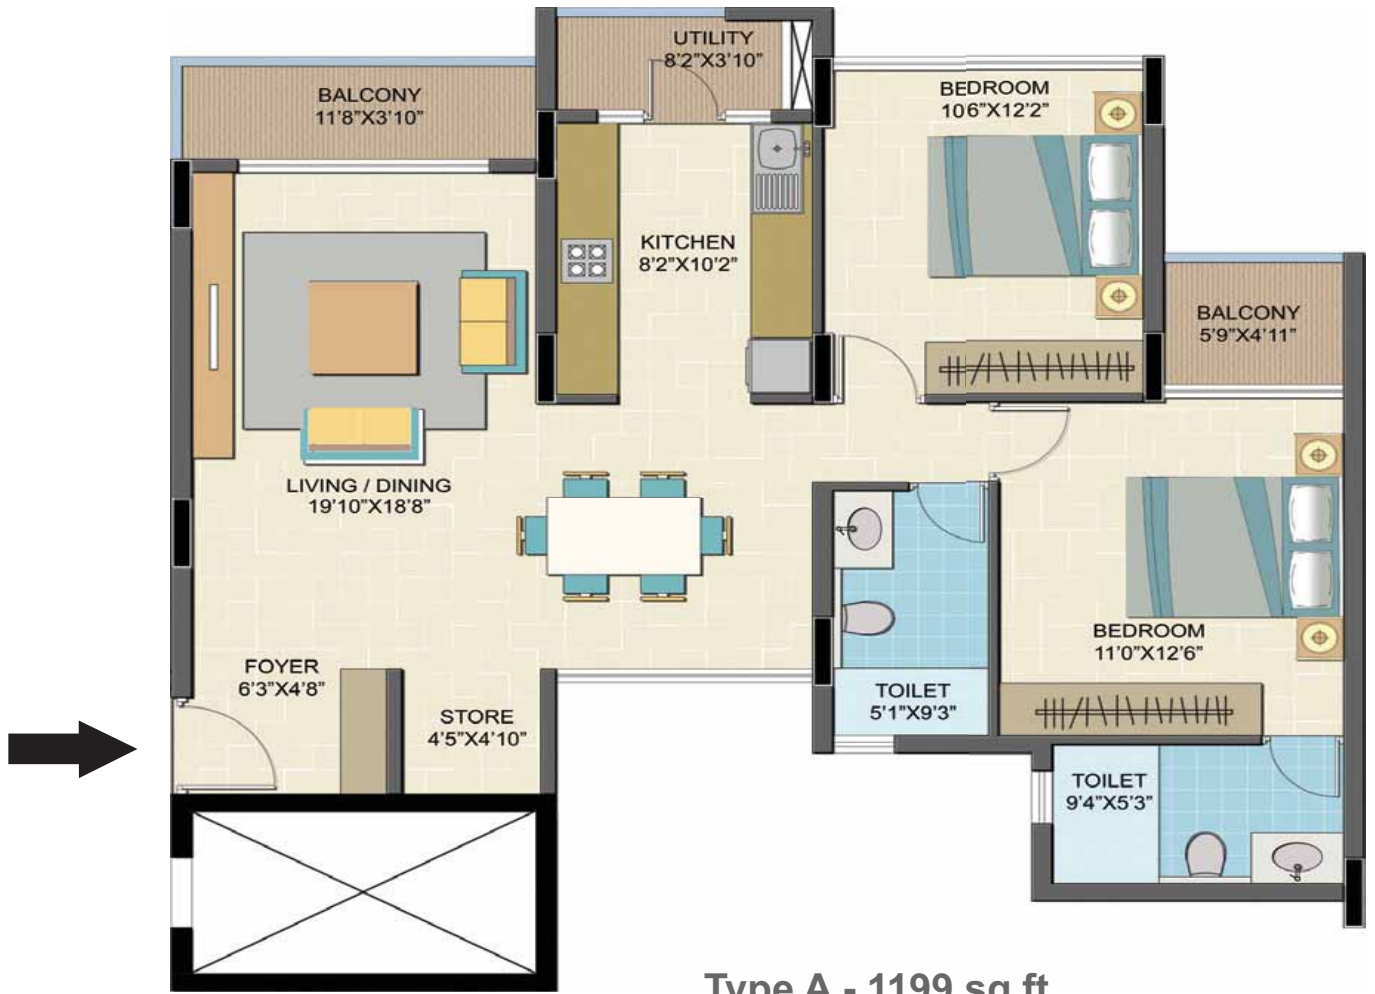 UTILITY
8'2"X3'10"
BALCONY
11'8"X3'10"
BEDROOM
10'6"X12'2"
KITCHEN
8'2"X10'2"
BALCONY
5'9"X4'11"
LIVING / DINING
19'10"X18'8"
BEDROOM
11'0"X12'6"
FOYER
6'3"X4'8"
TOILET
5'1"X9'3"
STORE
4'5"X4'10"
TOILET
9'4"X5'3"
Type A - 1199 sq ft